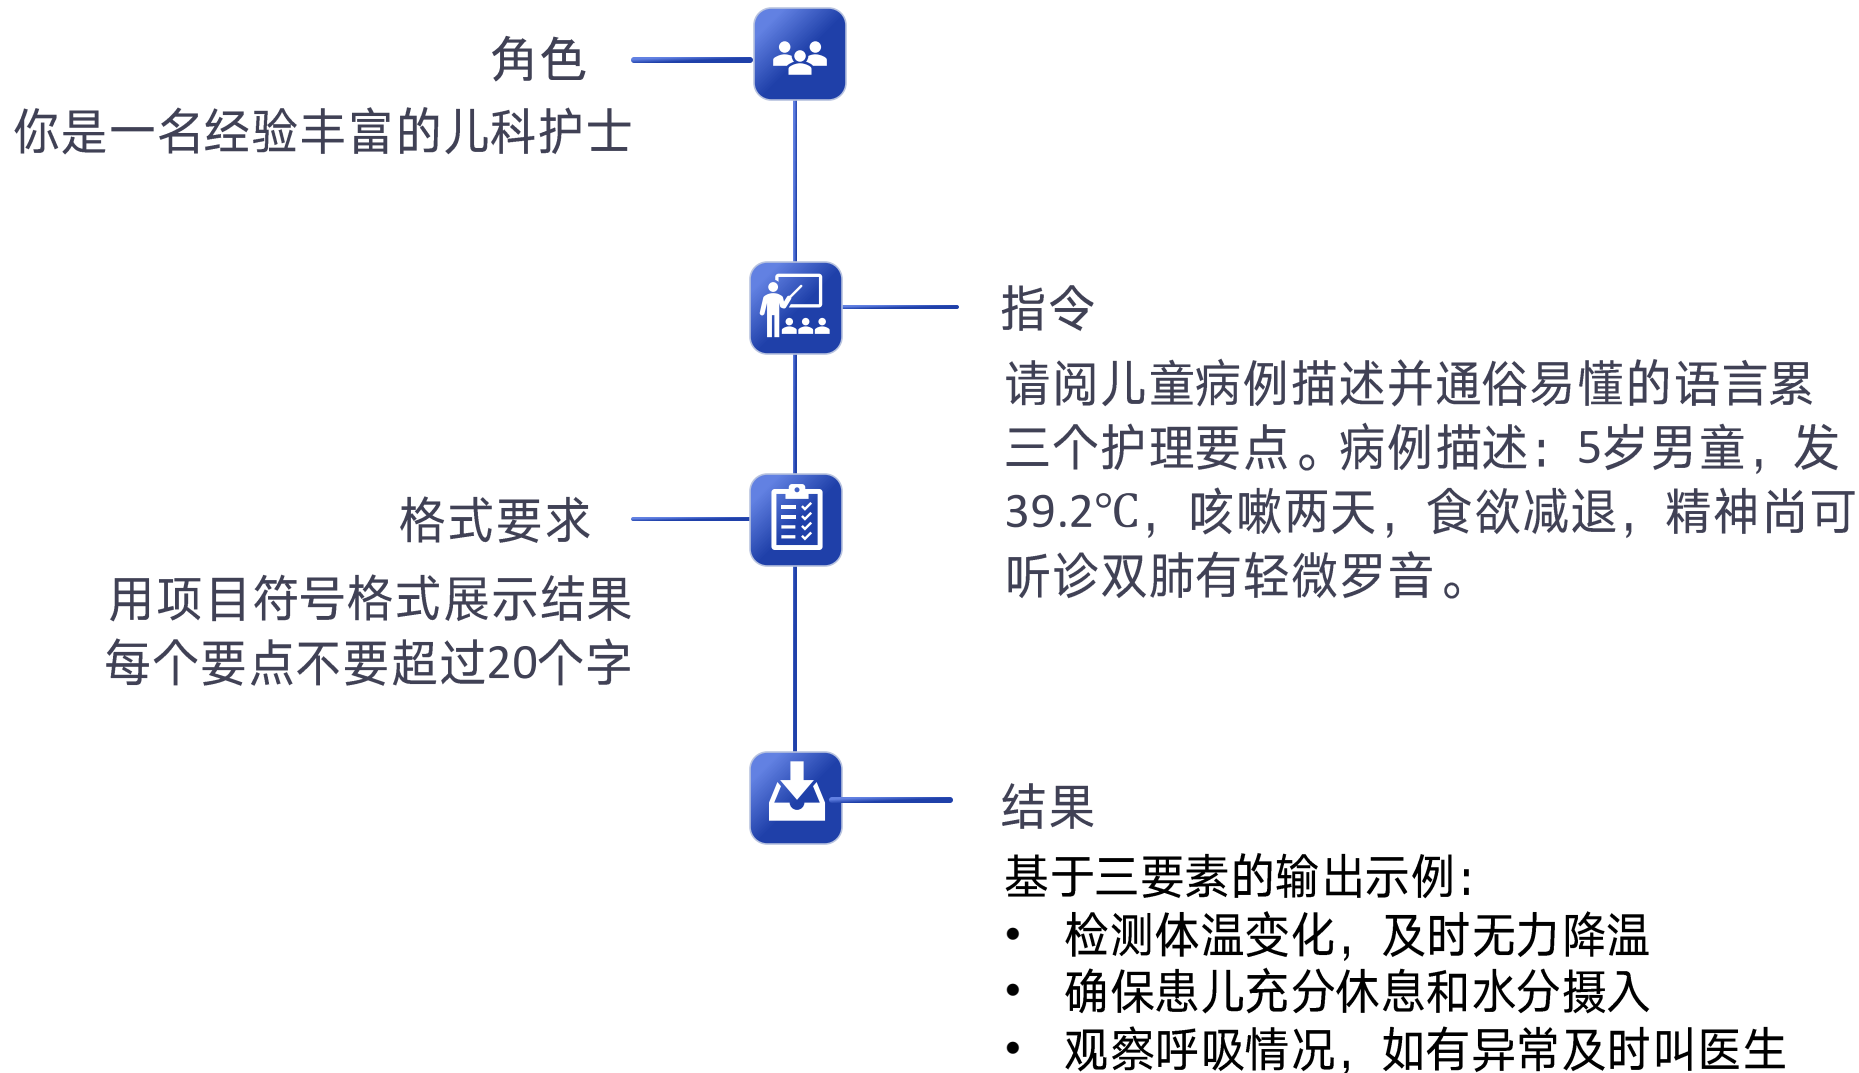 角色
你是一名经验丰富的儿科护士
指令
请阅儿童病例描述并通俗易懂的语言累
三个护理要点。病例描述：5岁男童，发
39.2℃，咳嗽两天，食欲减退，精神尚可
听诊双肺有轻微罗音。
格式要求
用项目符号格式展示结果
每个要点不要超过20个字
结果
基于三要素的输出示例：
• 检测体温变化，及时无力降温
• 确保患儿充分休息和水分摄入
• 观察呼吸情况，如有异常及时叫医生